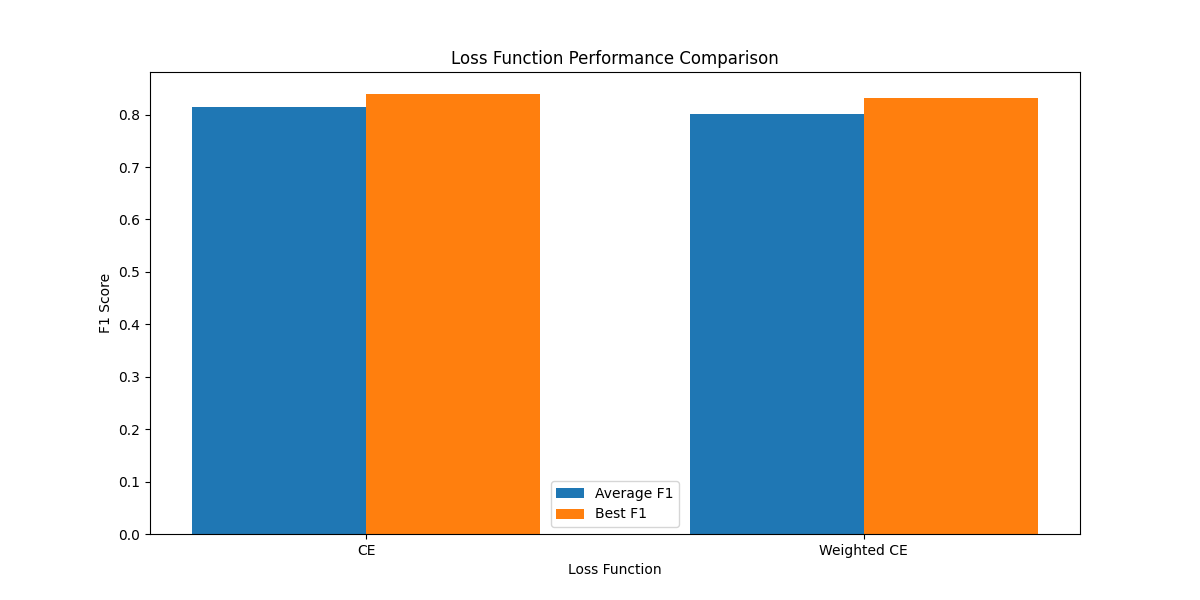 Loss Function Performance Comparison
F1 Score
0.8
0.7
0.6
0.5
0.4
0.3
0.2
0.1
0.0
Average F1
Best F1
CE
Weighted CE
Loss Function